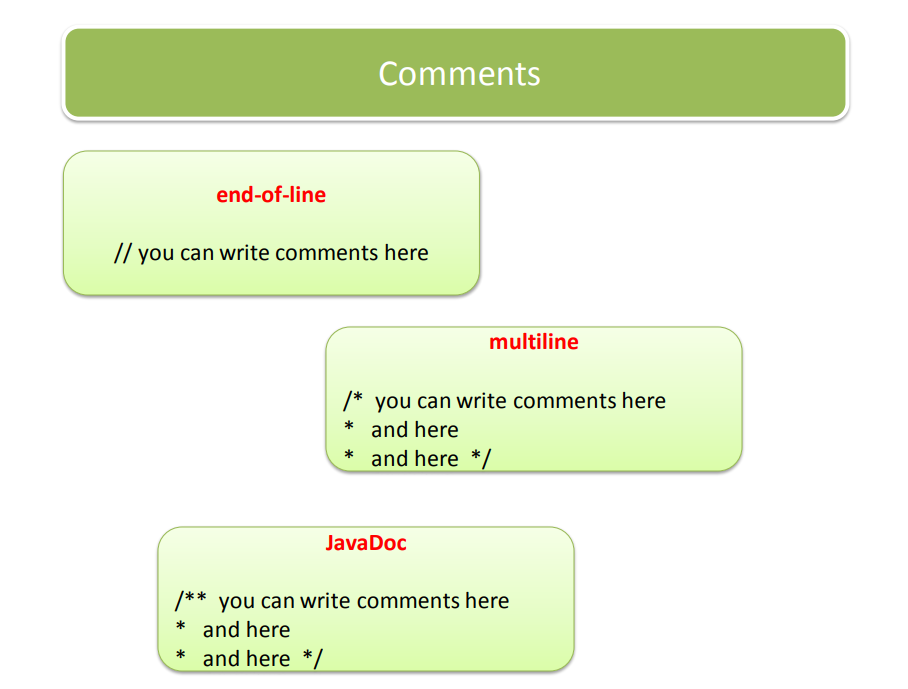 Comments
end-of-line
// you can write comments here
multiline
/*  you can write comments here
*   and here
*   and here  */
JavaDoc
/**  you can write comments here
*   and here
*   and here  */